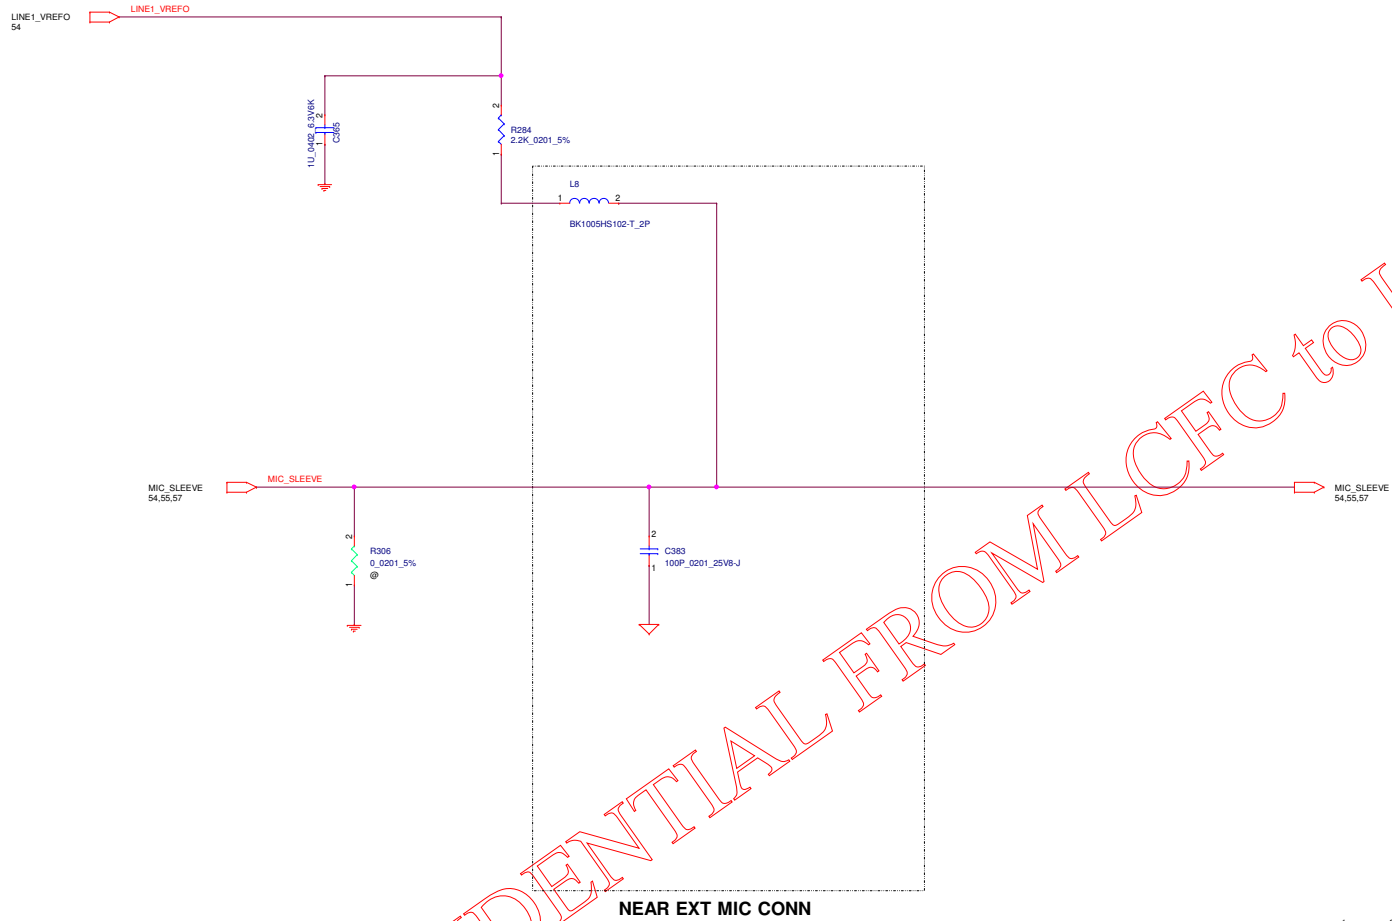 LINE1_VREFO
54
LINE1_VREFO
1U_0402_6.3V6K
2
1
C365
2
R284
2.2K_0201_5%
1
L8
1
2
BK1005HS102-T_2P
MIC_SLEEVE
54,55,57
MIC_SLEEVE
MIC_SLEEVE
54,55,57
2
R306
0_0201_5%
@
1
2
C383
100P_0201_25V8-J
1
DENTIAL FROM LCFC to
NEAR EXT MIC CONN